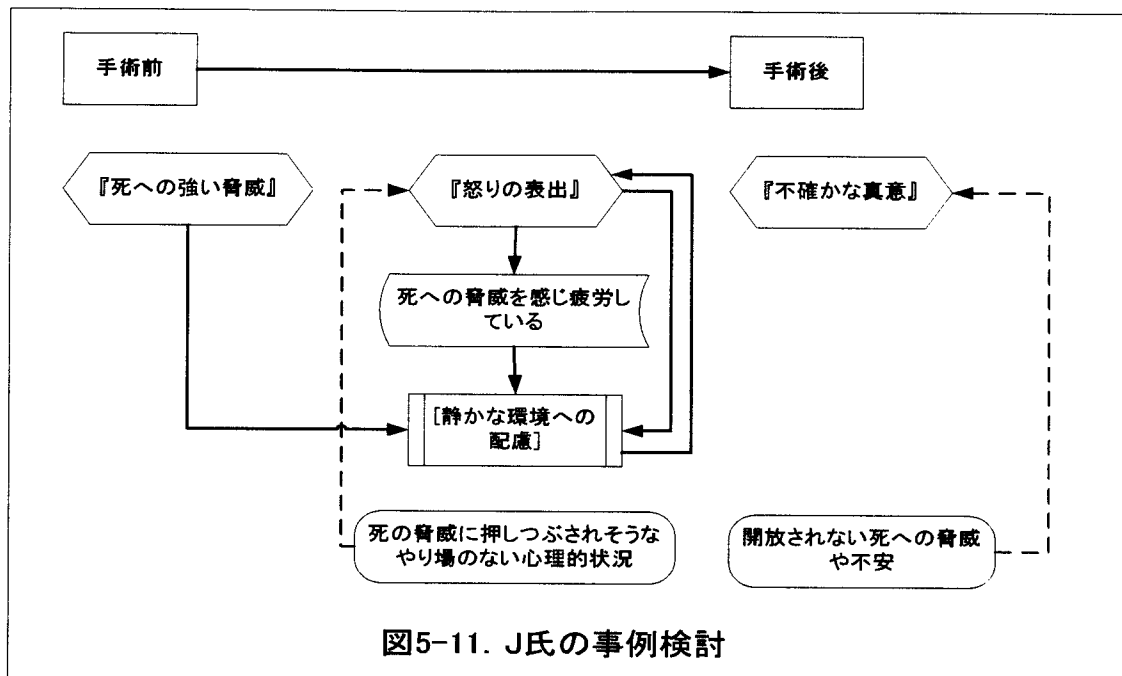 手術前
手術後
『死への強い脅威』
『怒りの表出』
『不確かな真意』
死への脅威を感じ疲労し
ている
[静かな環境への
配慮]
死の脅威に押しつぶされそうな
やり場のない心理的状況
開放されない死への脅威
や不安
図5-11. J氏の事例検討